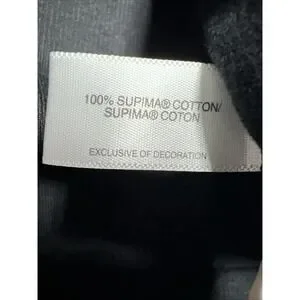 100% SUPIMA® COTTON/
SUPIMA® COTON
EXCLUSIVE OF DECORATION